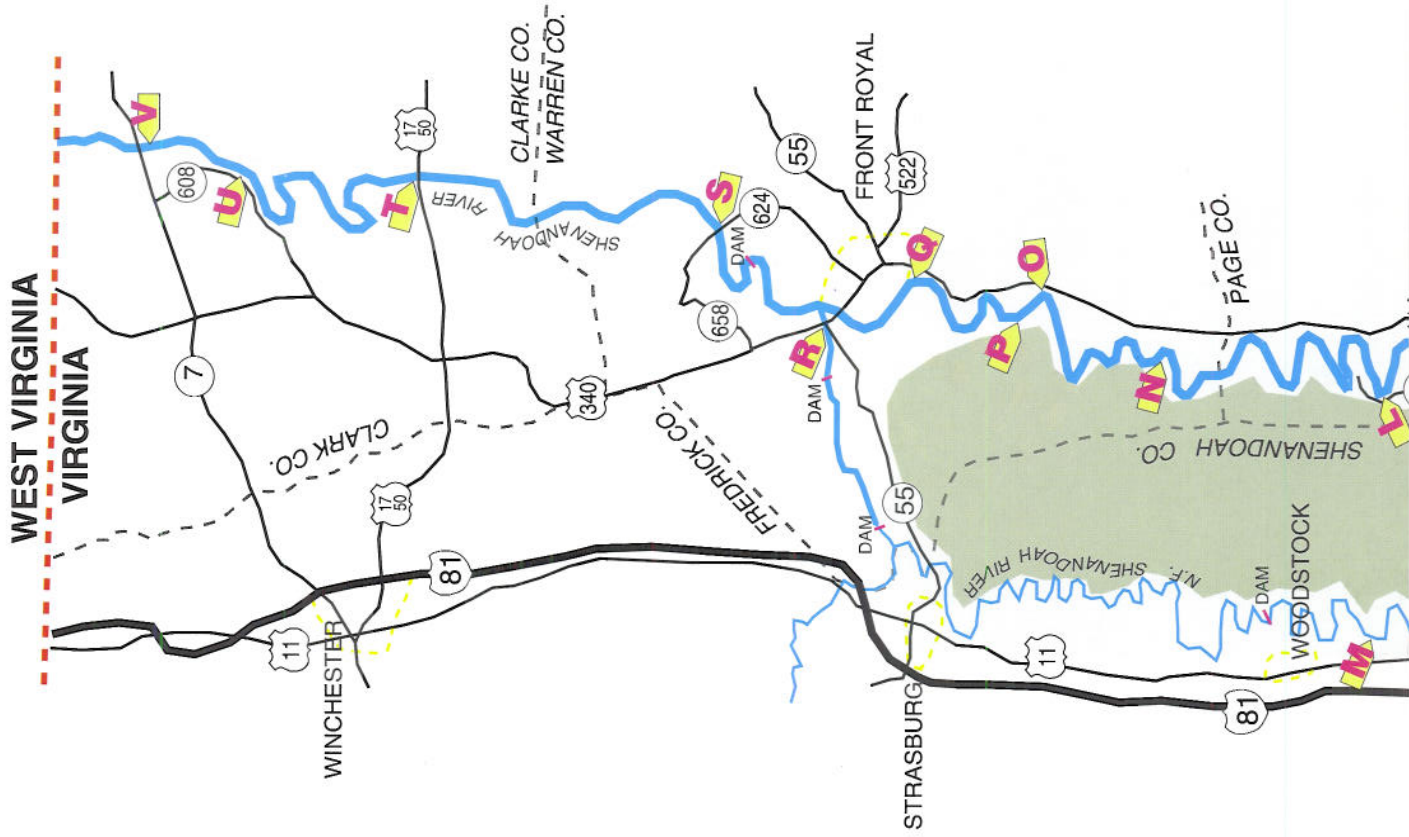 WEST VIRGINIA
VIRGINIA
V
7
608
U
17
50
T
RIVER
SHENANDOAH
CLARKE CO.
WARREN CO.
CLARK CO.
340
11
WINCHESTER
81
17
50
FREDRICK CO.
S
DAM
624
658
55
FRONT ROYAL
522
R
DAM
DAM
Q
55
STRASBURG
P
O
N
PAGE CO.
SHENANDOAH CO.
N.F. SHENANDOAH RIVER
11
DAM
WOODSTOCK
81
M
L